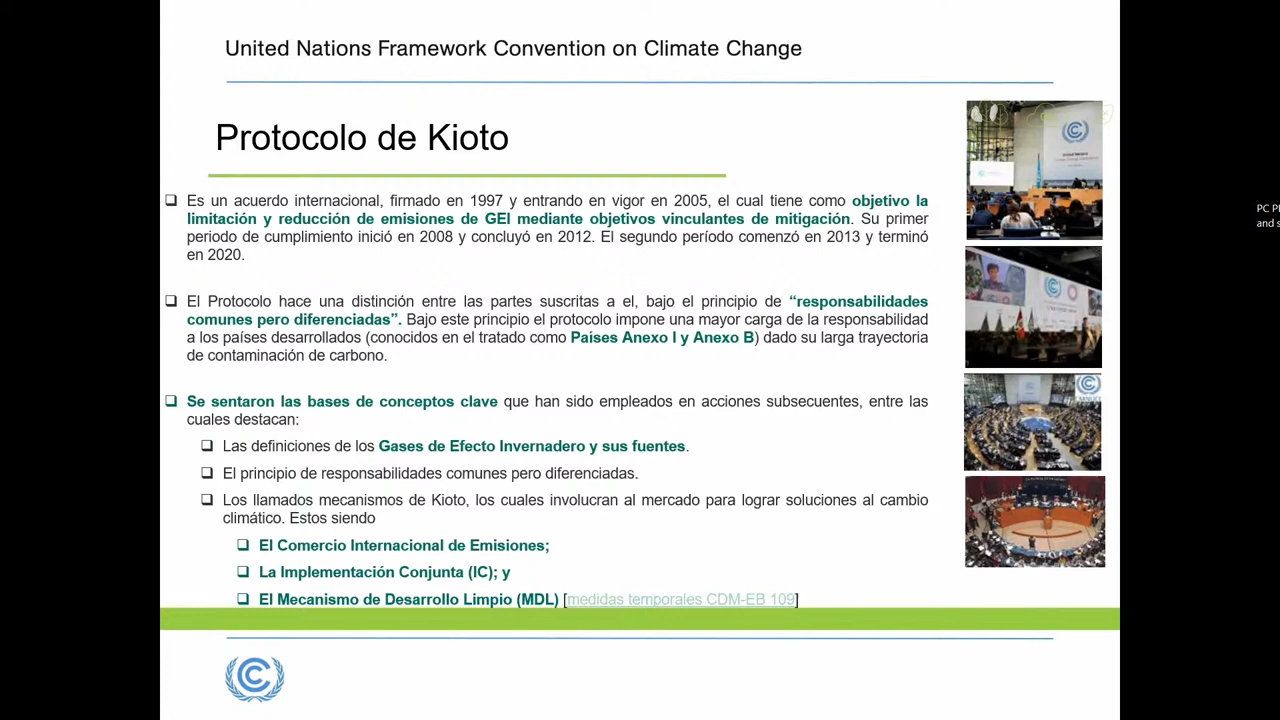 United Nations Framework Convention on Climate Change
Protocolo de Kioto
Es un acuerdo internacional, firmado en 1997 y entrando en vigor en 2005, el cual tiene como objetivo la
limitación y reducción de emisiones de GEI mediante objetivos vinculantes de mitigación. Su primer
periodo de cumplimiento inició en 2008 y concluyó en 2012. El segundo período comenzó en 2013 y terminó
en 2020.
El Protocolo hace una distinción entre las partes suscritas a el, bajo el principio de “responsabilidades
comunes pero diferenciadas”. Bajo este principio el protocolo impone una mayor carga de la responsabilidad
a los países desarrollados (conocidos en el tratado como Países Anexo I y Anexo B) dado su larga trayectoria
de contaminación de carbono.
Se sentaron las bases de conceptos clave que han sido empleados en acciones subsecuentes, entre las
cuales destacan:
Las definiciones de los Gases de Efecto Invernadero y sus fuentes.
El principio de responsabilidades comunes pero diferenciadas.
Los llamados mecanismos de Kioto, los cuales involucran al mercado para lograr soluciones al cambio
climático. Estos siendo
El Comercio Internacional de Emisiones;
La Implementación Conjunta (IC); y
El Mecanismo de Desarrollo Limpio (MDL) [medidas temporales CDM-EB 109]